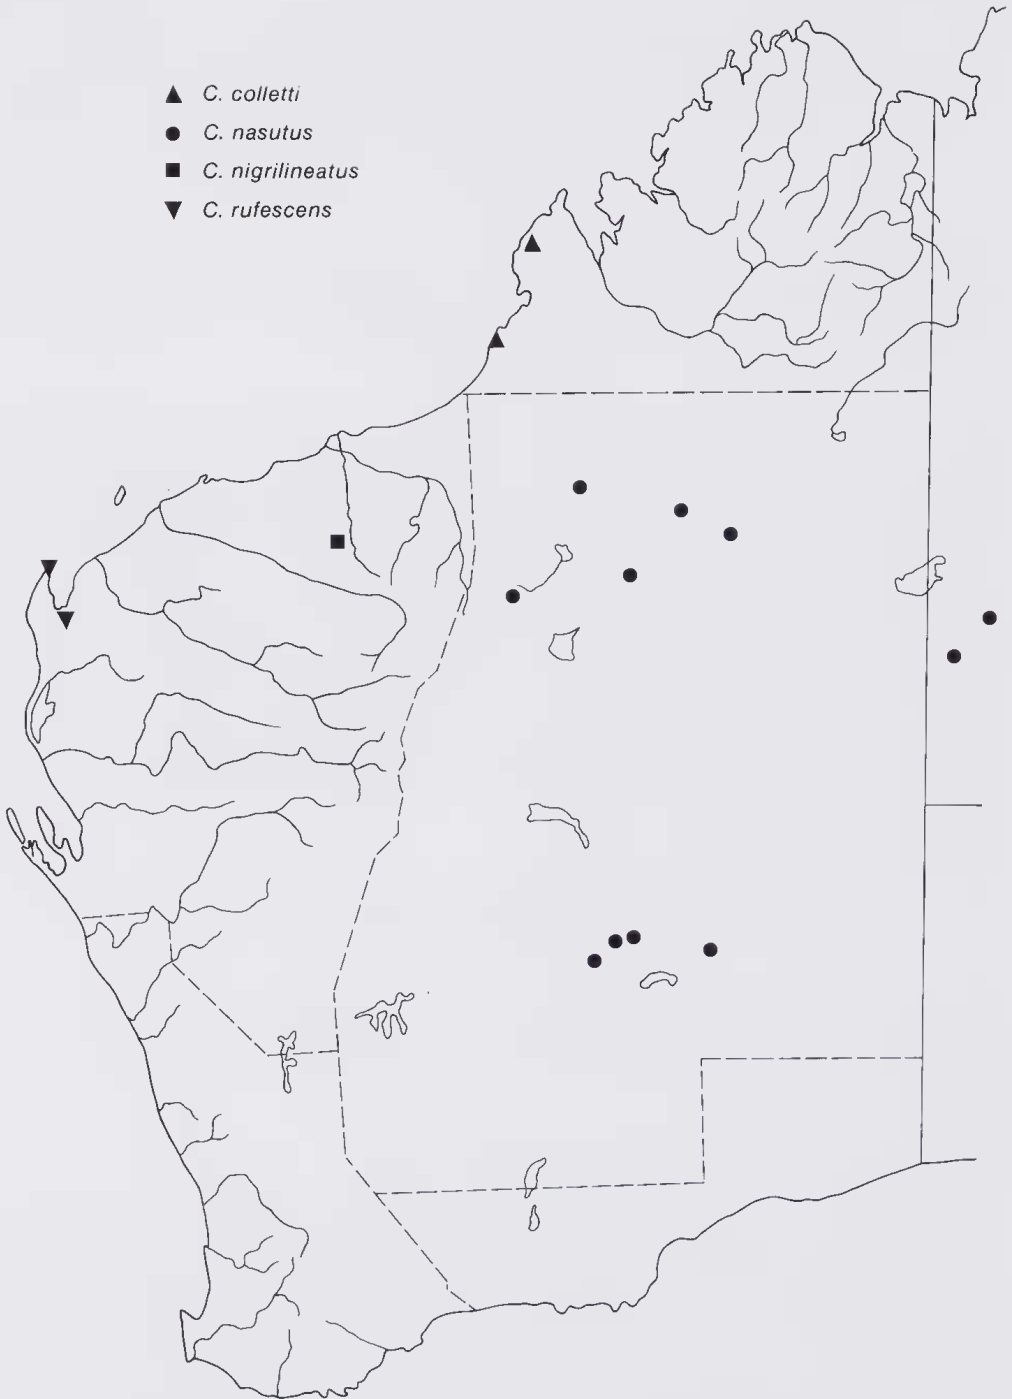 ▲ C. colletti
● C. nasutus
■ C. nigrilineatus
▼ C. rufescens